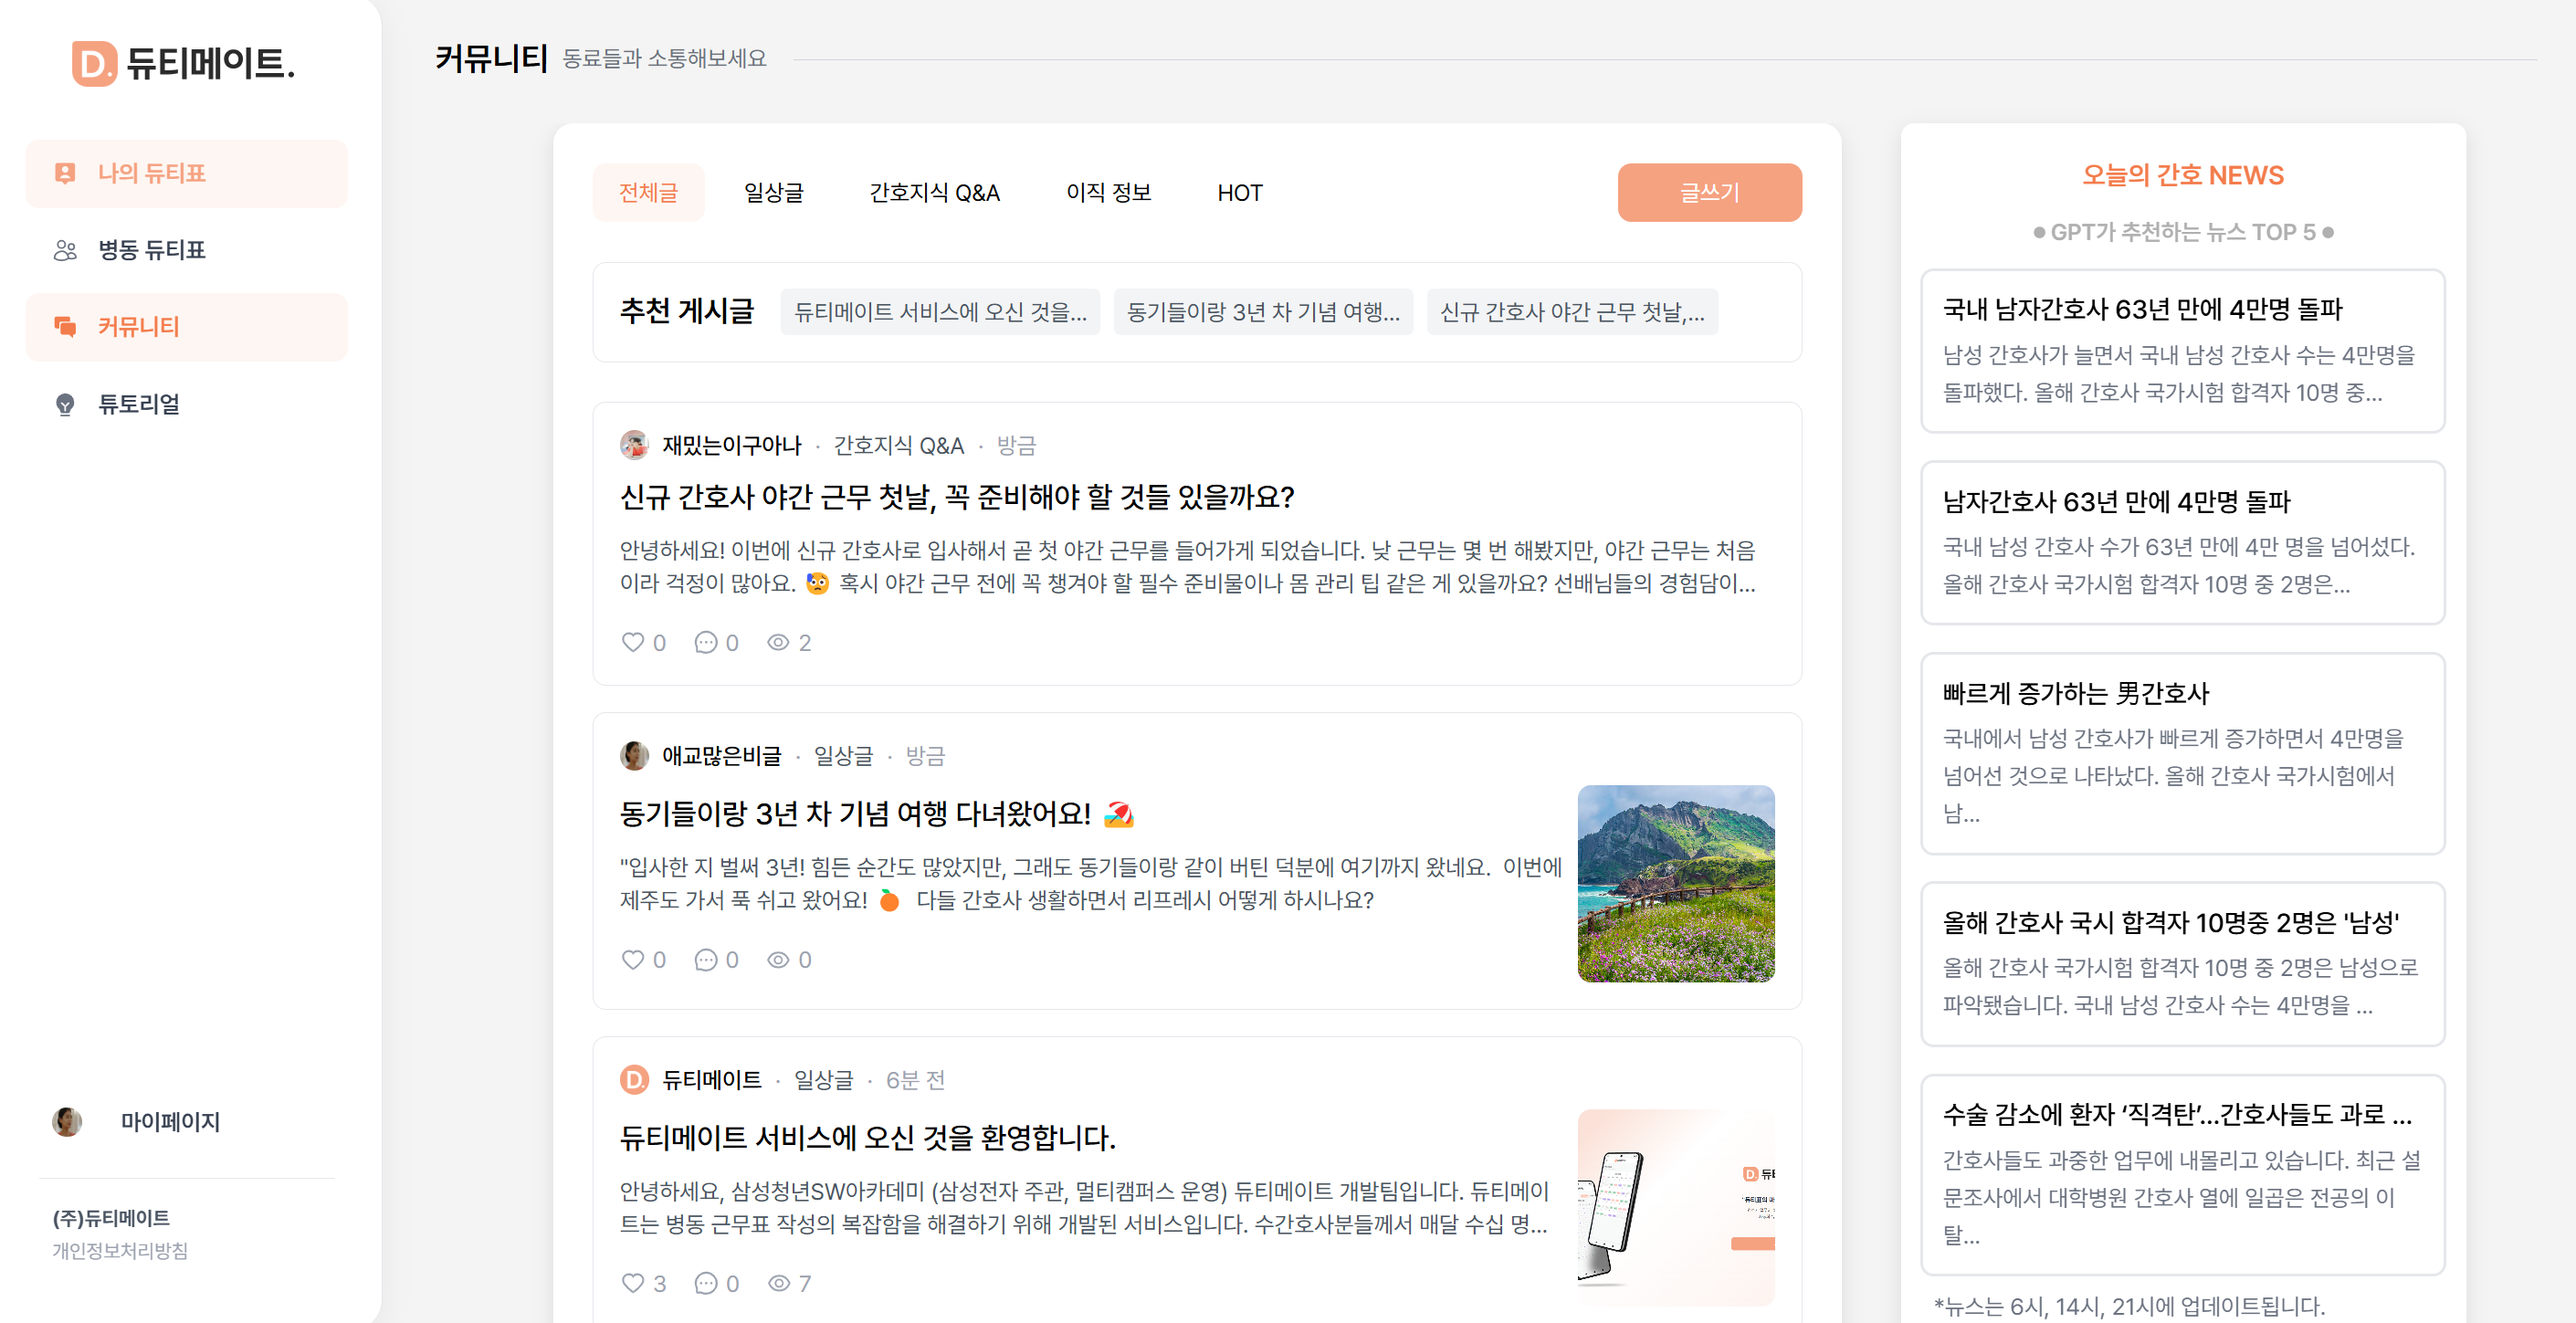 D. 듀티메이트.
나의 듀티표
병동 듀티표
커뮤니티
튜토리얼
마이페이지
(주)듀티메이트
개인정보처리방침
커뮤니티 동료들과 소통해보세요
전체글 일상글 간호지식 Q&A 이직 정보 HOT 글쓰기
추천 게시글 듀티메이트 서비스에 오신 것을... 동기들이랑 3년 차 기념 여행... 신규 간호사 야간 근무 첫날,...
재밌는이구아나 · 간호지식 Q&A · 방금
신규 간호사 야간 근무 첫날, 꼭 준비해야 할 것들 있을까요?
안녕하세요! 이번에 신규 간호사로 입사해서 곧 첫 야간 근무를 들어가게 되었습니다. 낮 근무는 몇 번 해봤지만, 야간 근무는 처음
이라 걱정이 많아요. 😓 혹시 야간 근무 전에 꼭 챙겨야 할 필수 준비물이나 몸 관리 팁 같은 게 있을까요? 선배님들의 경험담이...
0 0 2
애교많은비글 · 일상글 · 방금
동기들이랑 3년 차 기념 여행 다녀왔어요! 🏖️
"입사한 지 벌써 3년! 힘든 순간도 많았지만, 그래도 동기들이랑 같이 버틴 덕분에 여기까지 왔네요. 이번에
제주도 가서 푹 쉬고 왔어요! 🍊 다들 간호사 생활하면서 리프레시 어떻게 하시나요?
0 0 0
D. 듀티메이트 · 일상글 · 6분 전
듀티메이트 서비스에 오신 것을 환영합니다.
안녕하세요, 삼성청년SW아카데미 (삼성전자 주관, 멀티캠퍼스 운영) 듀티메이트 개발팀입니다. 듀티메이
트는 병동 근무표 작성의 복잡함을 해결하기 위해 개발된 서비스입니다. 수간호사분들께서 매달 수십 명...
3 0 7
오늘의 간호 NEWS
● GPT가 추천하는 뉴스 TOP 5 ●
국내 남자간호사 63년 만에 4만명 돌파
남성 간호사가 늘면서 국내 남성 간호사 수는 4만명을
돌파했다. 올해 간호사 국가시험 합격자 10명 중...
남자간호사 63년 만에 4만명 돌파
국내 남성 간호사 수가 63년 만에 4만 명을 넘어섰다.
올해 간호사 국가시험 합격자 10명 중 2명은...
빠르게 증가하는 男간호사
국내에서 남성 간호사가 빠르게 증가하면서 4만명을
넘어선 것으로 나타났다. 올해 간호사 국가시험에서
남...
올해 간호사 국시 합격자 10명중 2명은 '남성'
올해 간호사 국가시험 합격자 10명 중 2명은 남성으로
파악됐습니다. 국내 남성 간호사 수는 4만명을 ...
수술 감소에 환자 ‘직격탄’...간호사들도 과로 ...
간호사들도 과중한 업무에 내몰리고 있습니다. 최근 설
문조사에서 대학병원 간호사 열에 일곱은 전공의 이
탈...
*뉴스는 6시, 14시, 21시에 업데이트됩니다.